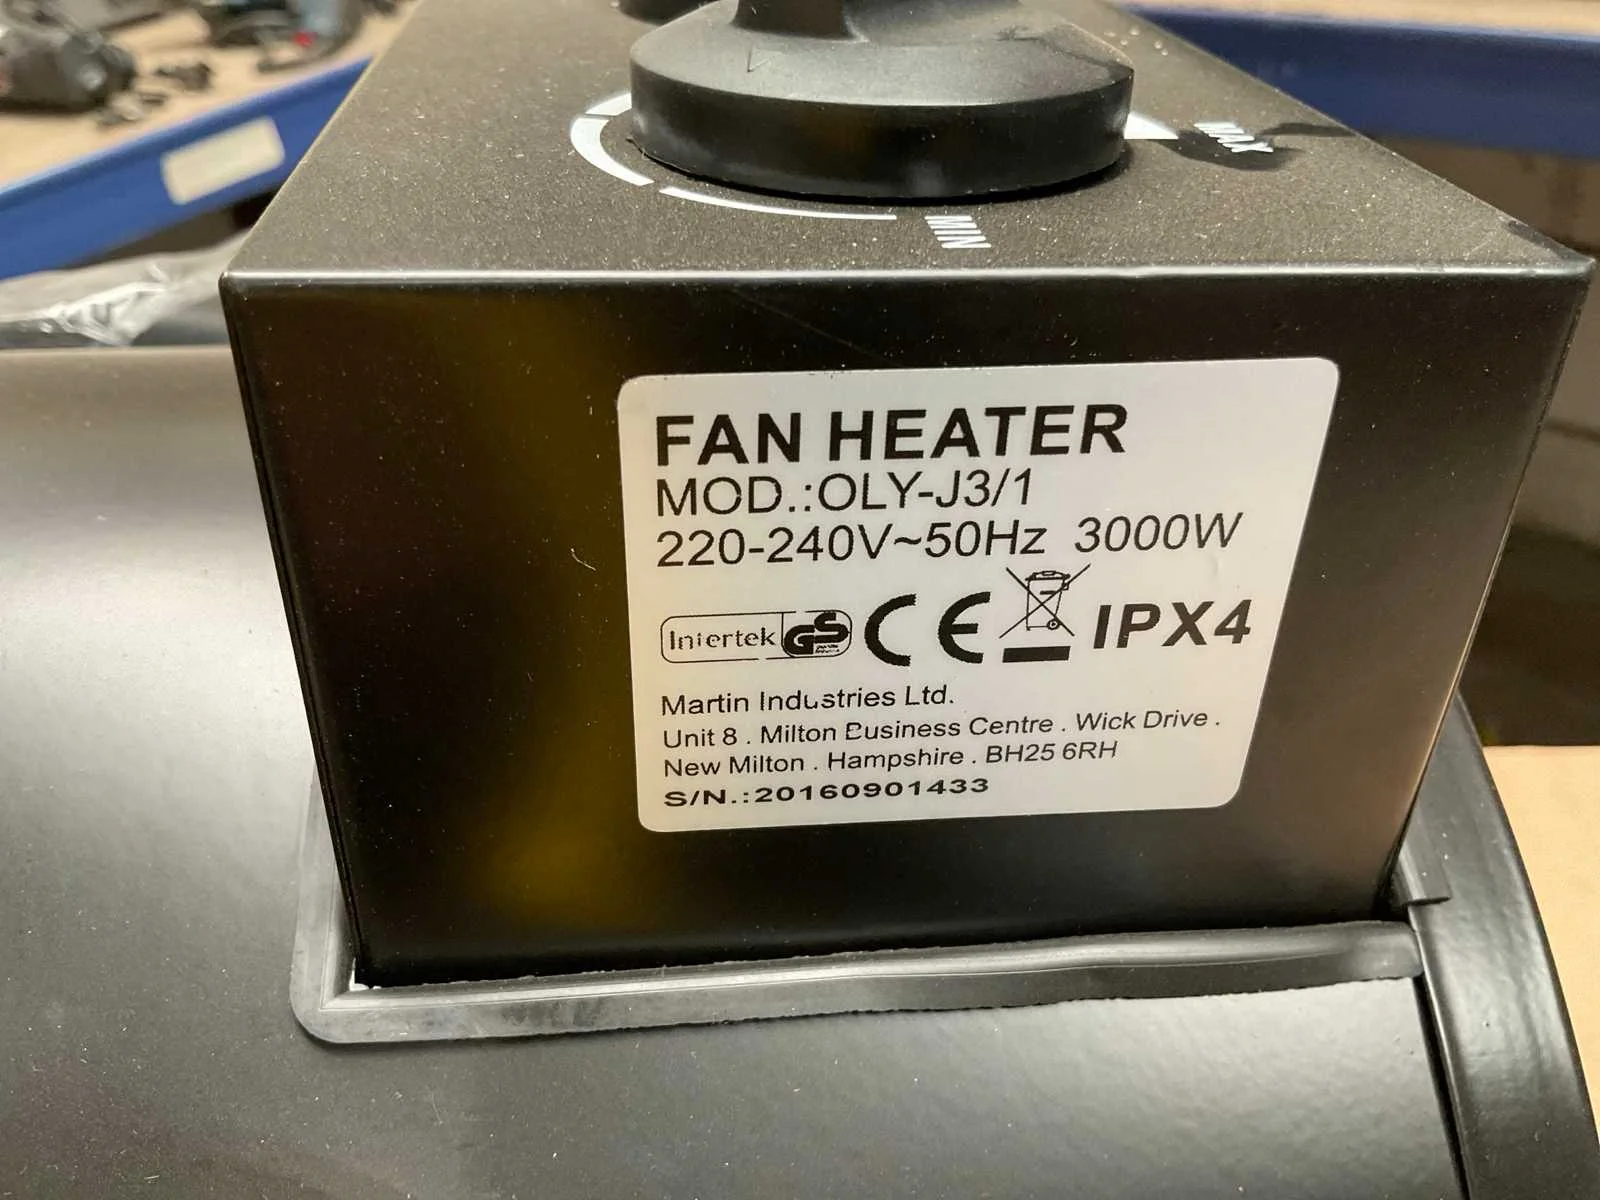 MAX
MIN
FAN HEATER
MOD.:OLY-J3/1
220-240V~50Hz 3000W
Intertek GS CE IPX4
Martin Industries Ltd.
Unit 8 . Milton Business Centre . Wick Drive .
New Milton . Hampshire . BH25 6RH
S/N.:20160901433